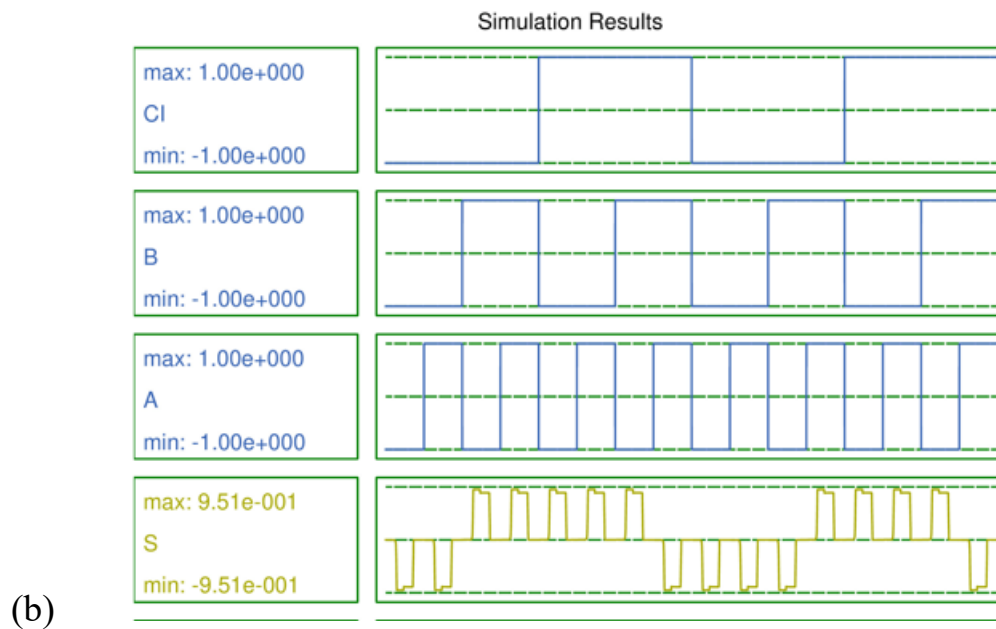 Simulation Results
max: 1.00e+000
CI
min: -1.00e+000
max: 1.00e+000
B
min: -1.00e+000
max: 1.00e+000
A
min: -1.00e+000
max: 9.51e-001
S
min: -9.51e-001
(b)